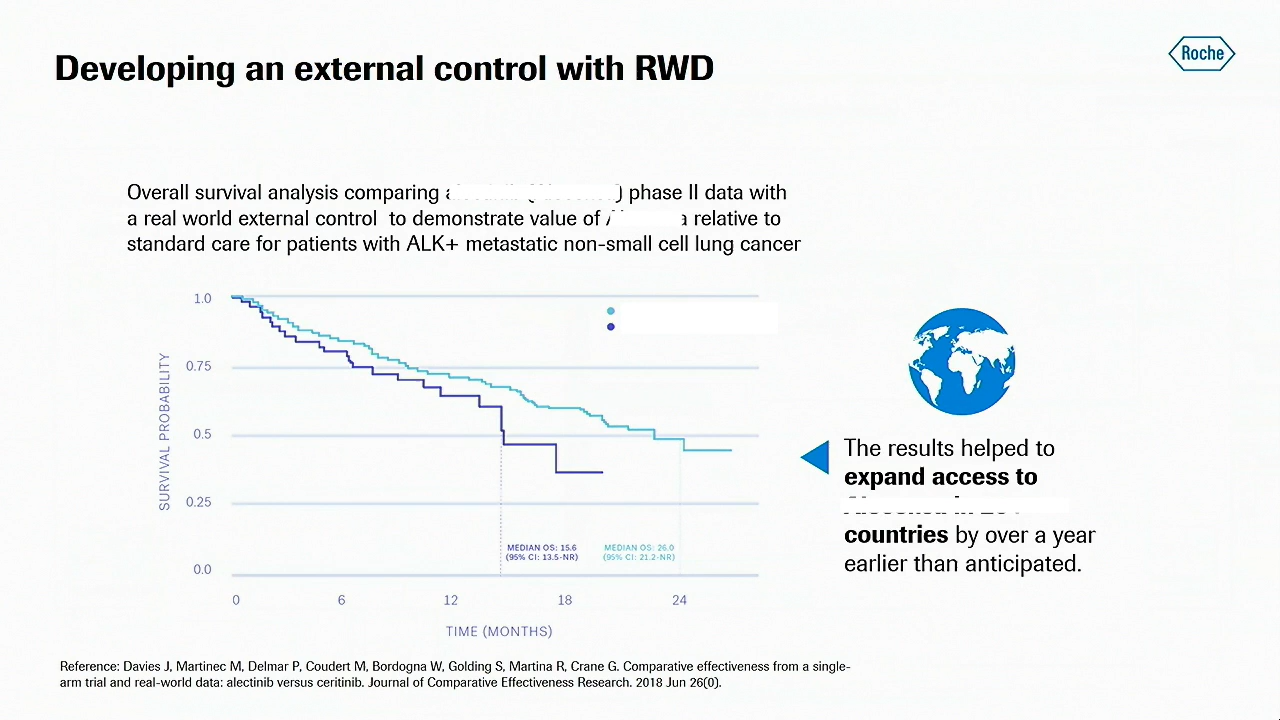 Developing an external control with RWD
Roche
Overall survival analysis comparing phase II data with
a real world external control to demonstrate value of relative to
standard care for patients with ALK+ metastatic non-small cell lung cancer
1.0
0.75
0.5
0.25
0.0
SURVIVAL PROBABILITY
MEDIAN OS: 15.6
(95% CI: 13.5-NR)
MEDIAN OS: 26.0
(95% CI: 21.2-NR)
0 6 12 18 24
TIME (MONTHS)
The results helped to
expand access to
countries by over a year
earlier than anticipated.
Reference: Davies J, Martinec M, Delmar P, Coudert M, Bordogna W, Golding S, Martina R, Crane G. Comparative effectiveness from a single-
arm trial and real-world data: alectinib versus ceritinib. Journal of Comparative Effectiveness Research. 2018 Jun 26(0).